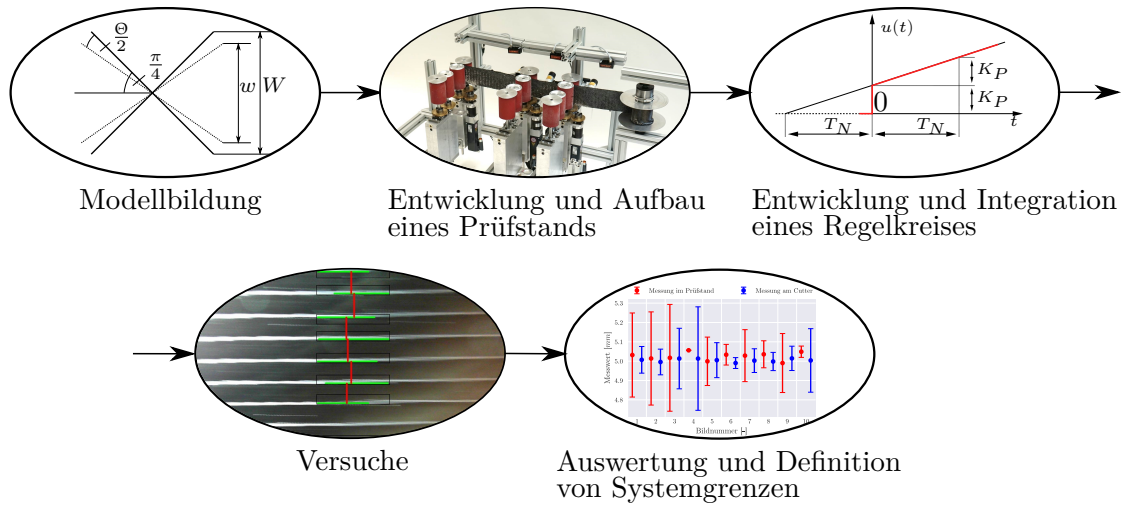 Θ/2
π/4
w W
u(t)
K_P
K_P
0
t
T_N T_N
Modellbildung
Entwicklung und Aufbau
eines Prüfstands
Entwicklung und Integration
eines Regelkreises
Messung im Prüfstand Messung am Cutter
5.3
5.2
5.1
5.0
4.9
4.8
Messwert [mm]
1 2 3 4 5 6 7 8 9 10
Bildnummer [-]
Versuche
Auswertung und Definition
von Systemgrenzen